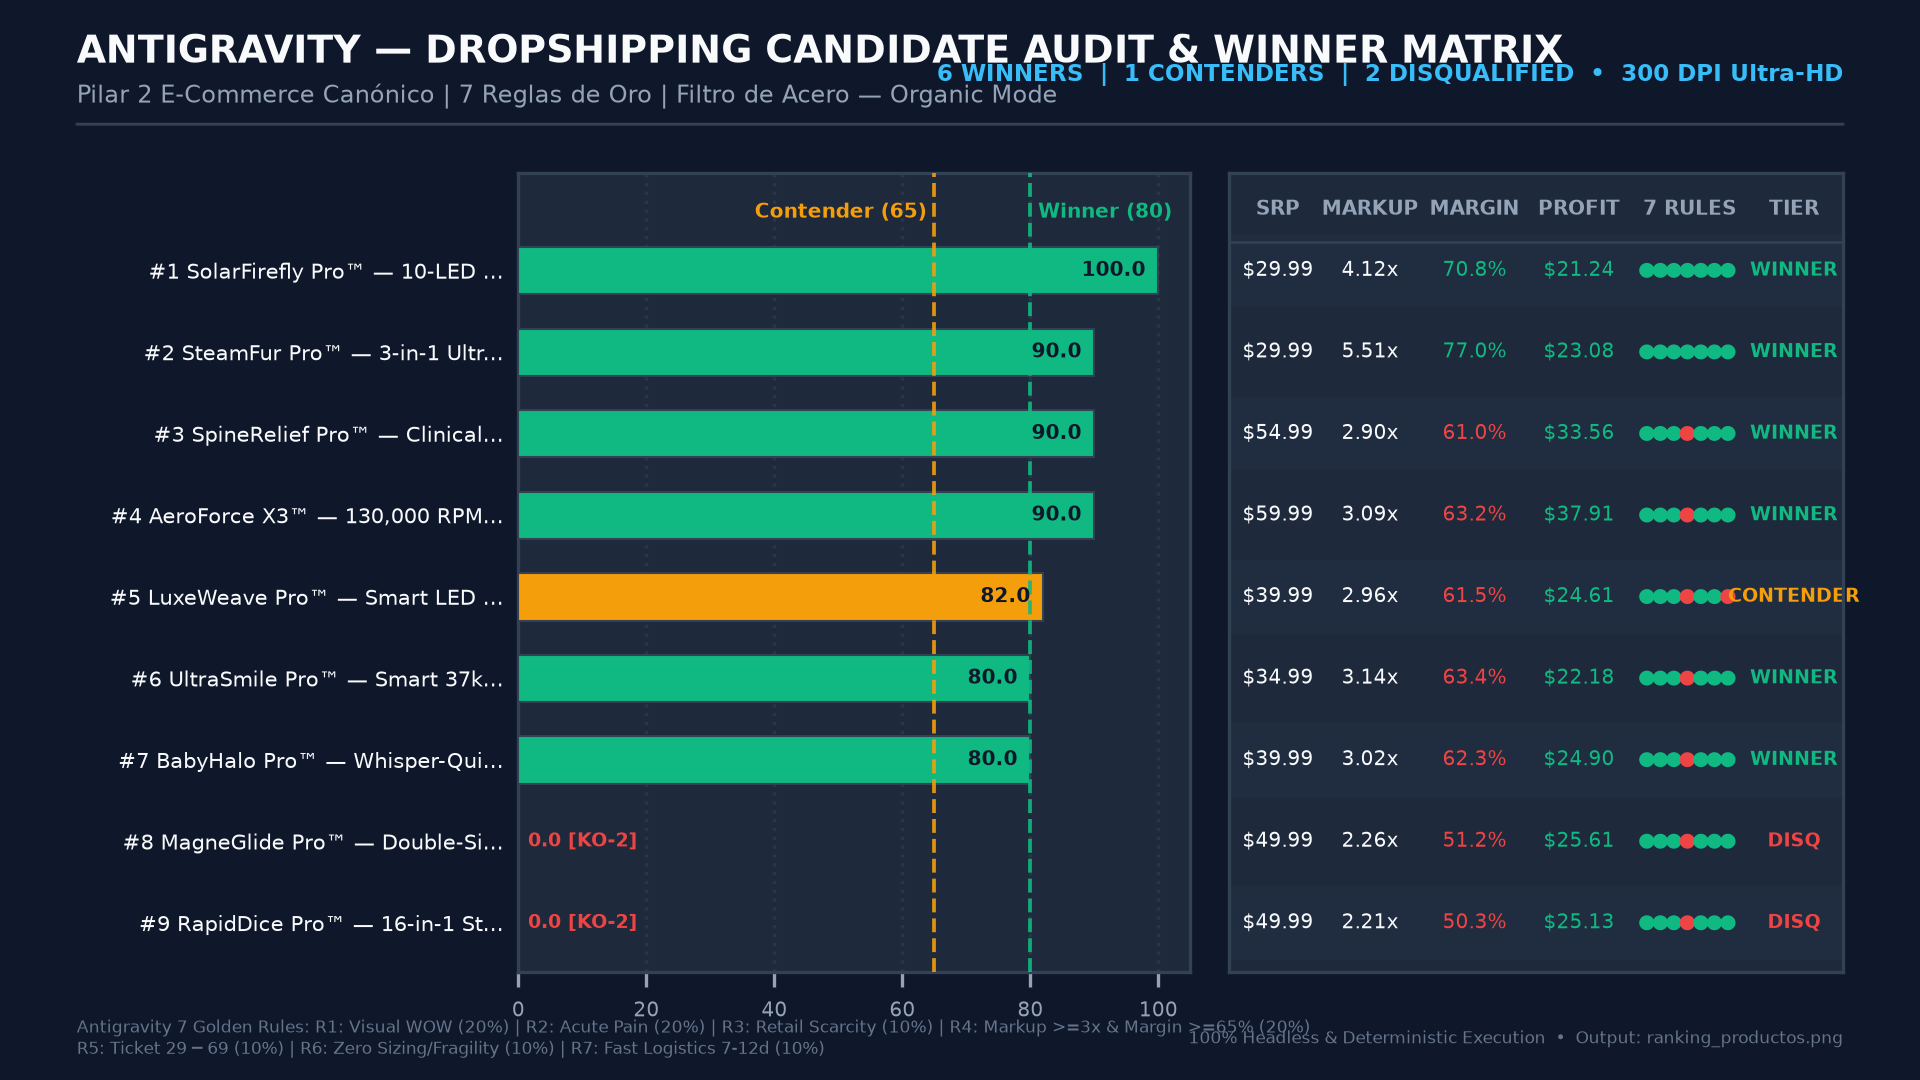 ANTIGRAVITY — DROPSHIPPING CANDIDATE AUDIT & WINNER MATRIX
6 WINNERS | 1 CONTENDERS | 2 DISQUALIFIED • 300 DPI Ultra-HD
Pilar 2 E-Commerce Canónico | 7 Reglas de Oro | Filtro de Acero — Organic Mode
Contender (65) Winner (80)
SRP MARKUP MARGIN PROFIT 7 RULES TIER
#1 SolarFirefly Pro™ — 10-LED ... 100.0 $29.99 4.12x 70.8% $21.24 WINNER
#2 SteamFur Pro™ — 3-in-1 Ultr... 90.0 $29.99 5.51x 77.0% $23.08 WINNER
#3 SpineRelief Pro™ — Clinical... 90.0 $54.99 2.90x 61.0% $33.56 WINNER
#4 AeroForce X3™ — 130,000 RPM... 90.0 $59.99 3.09x 63.2% $37.91 WINNER
#5 LuxeWeave Pro™ — Smart LED ... 82.0 $39.99 2.96x 61.5% $24.61 CONTENDER
#6 UltraSmile Pro™ — Smart 37k... 80.0 $34.99 3.14x 63.4% $22.18 WINNER
#7 BabyHalo Pro™ — Whisper-Qui... 80.0 $39.99 3.02x 62.3% $24.90 WINNER
#8 MagneGlide Pro™ — Double-Si... 0.0 [KO-2] $49.99 2.26x 51.2% $25.61 DISQ
#9 RapidDice Pro™ — 16-in-1 St... 0.0 [KO-2] $49.99 2.21x 50.3% $25.13 DISQ
0 20 40 60 80 100
Antigravity 7 Golden Rules: R1: Visual WOW (20%) | R2: Acute Pain (20%) | R3: Retail Scarcity (10%) | R4: Markup >=3x & Margin >=65% (20%)
R5: Ticket 29 − 69 (10%) | R6: Zero Sizing/Fragility (10%) | R7: Fast Logistics 7-12d (10%)
100% Headless & Deterministic Execution • Output: ranking_productos.png